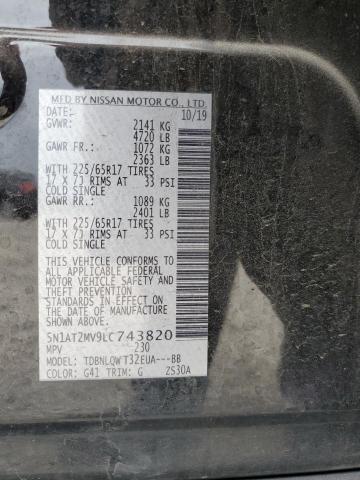 MFD BY NISSAN MOTOR CO., LTD.
DATE: 10/19
GVWR: 2141 KG
4720 LB
GAWR FR.: 1072 KG
2363 LB
WITH 225/65R17 TIRES
17 X 7J RIMS AT 33 PSI
COLD SINGLE
GAWR RR.: 1089 KG
2401 LB
WITH 225/65R17 TIRES
17 X 7J RIMS AT 33 PSI
COLD SINGLE
THIS VEHICLE CONFORMS TO
ALL APPLICABLE FEDERAL
MOTOR VEHICLE SAFETY
AND THEFT PREVENTION
STANDARDS IN EFFECT ON
THE DATE OF MANUFACTURE
SHOWN ABOVE.
5N1AT2MV9LC743820
MPV 230
MODEL: TDBNLQWT32EUA---BB
COLOR: G41 TRIM: G ZS30A